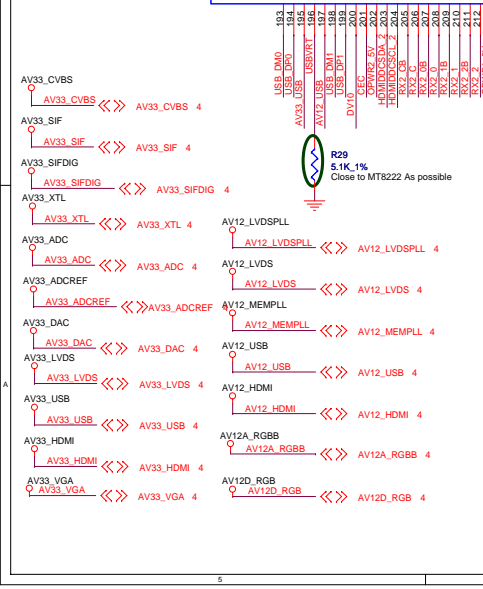 193
194
195
196
197
198
199
200
201
202
203
204
205
206
207
208
209
210
211
212
USB_DM0
USB_DP0
AV33_USB
USBVRT
AV12_USB
USB_DM1
USB_DP1
DV10
CEC
OPWR2_5V
HDMIDDCSDA_2
HDMIDDCSCL_2
RX2_CB
RX2_C
RX2_0B
RX2_0
RX2_1B
RX2_1
RX2_2B
RX2_2
R29
5.1K_1%
Close to MT8222 As possible
AV33_CVBS
AV33_CVBS AV33_CVBS 4
AV33_SIF
AV33_SIF AV33_SIF 4
AV33_SIFDIG
AV33_SIFDIG AV33_SIFDIG 4
AV33_XTL
AV33_XTL AV33_XTL 4
AV33_ADC
AV33_ADC AV33_ADC 4
AV33_ADCREF
AV33_ADCREF AV33_ADCREF 4
AV33_DAC
AV33_DAC AV33_DAC 4
AV33_LVDS
AV33_LVDS AV33_LVDS 4
AV33_USB
AV33_USB AV33_USB 4
AV33_HDMI
AV33_HDMI AV33_HDMI 4
AV33_VGA
AV33_VGA AV33_VGA 4
AV12_LVDSPLL
AV12_LVDSPLL AV12_LVDSPLL 4
AV12_LVDS
AV12_LVDS AV12_LVDS 4
AV12_MEMPLL
AV12_MEMPLL AV12_MEMPLL 4
AV12_USB
AV12_USB AV12_USB 4
AV12_HDMI
AV12_HDMI AV12_HDMI 4
AV12A_RGBB
AV12A_RGBB AV12A_RGBB 4
AV12D_RGB
AV12D_RGB AV12D_RGB 4
A
5